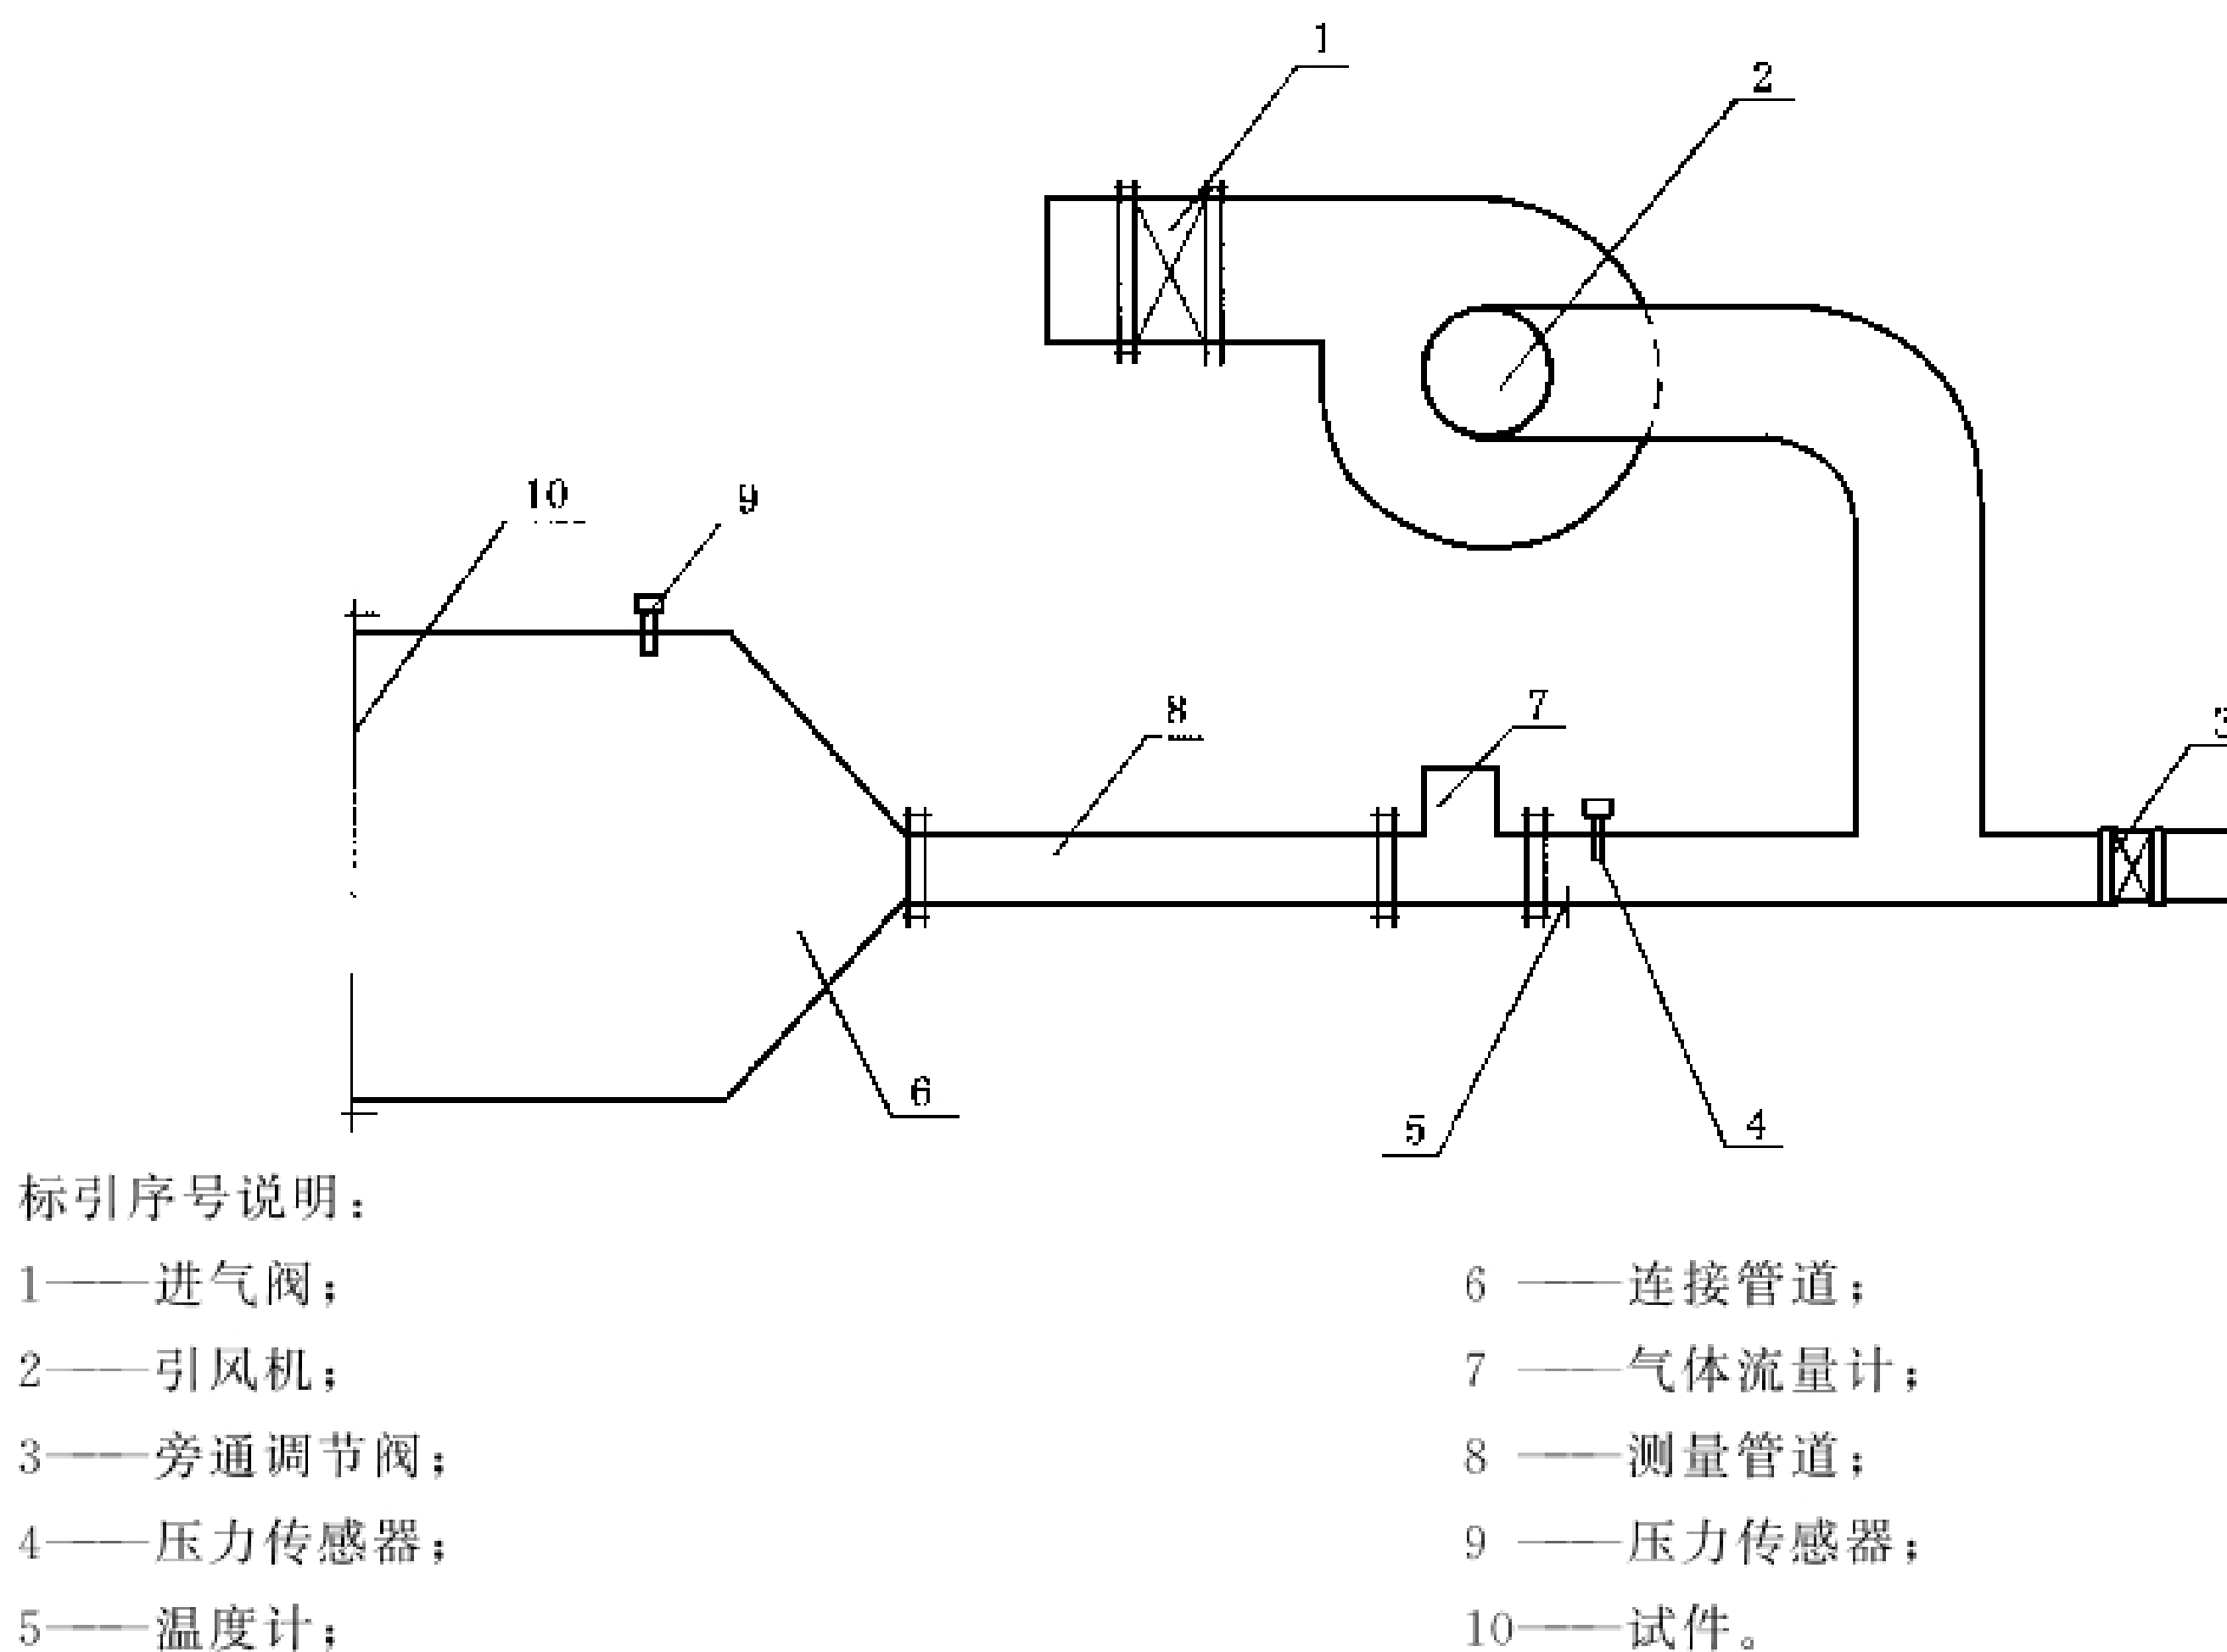 1
2
10
9
8
7
3
6
5
4
标引序号说明：
1——进气阀；
6 ——连接管道；
2——引风机；
7 ——气体流量计；
3——旁通调节阀；
8 ——测量管道；
4——压力传感器；
9 ——压力传感器；
5——温度计；
10——试件。